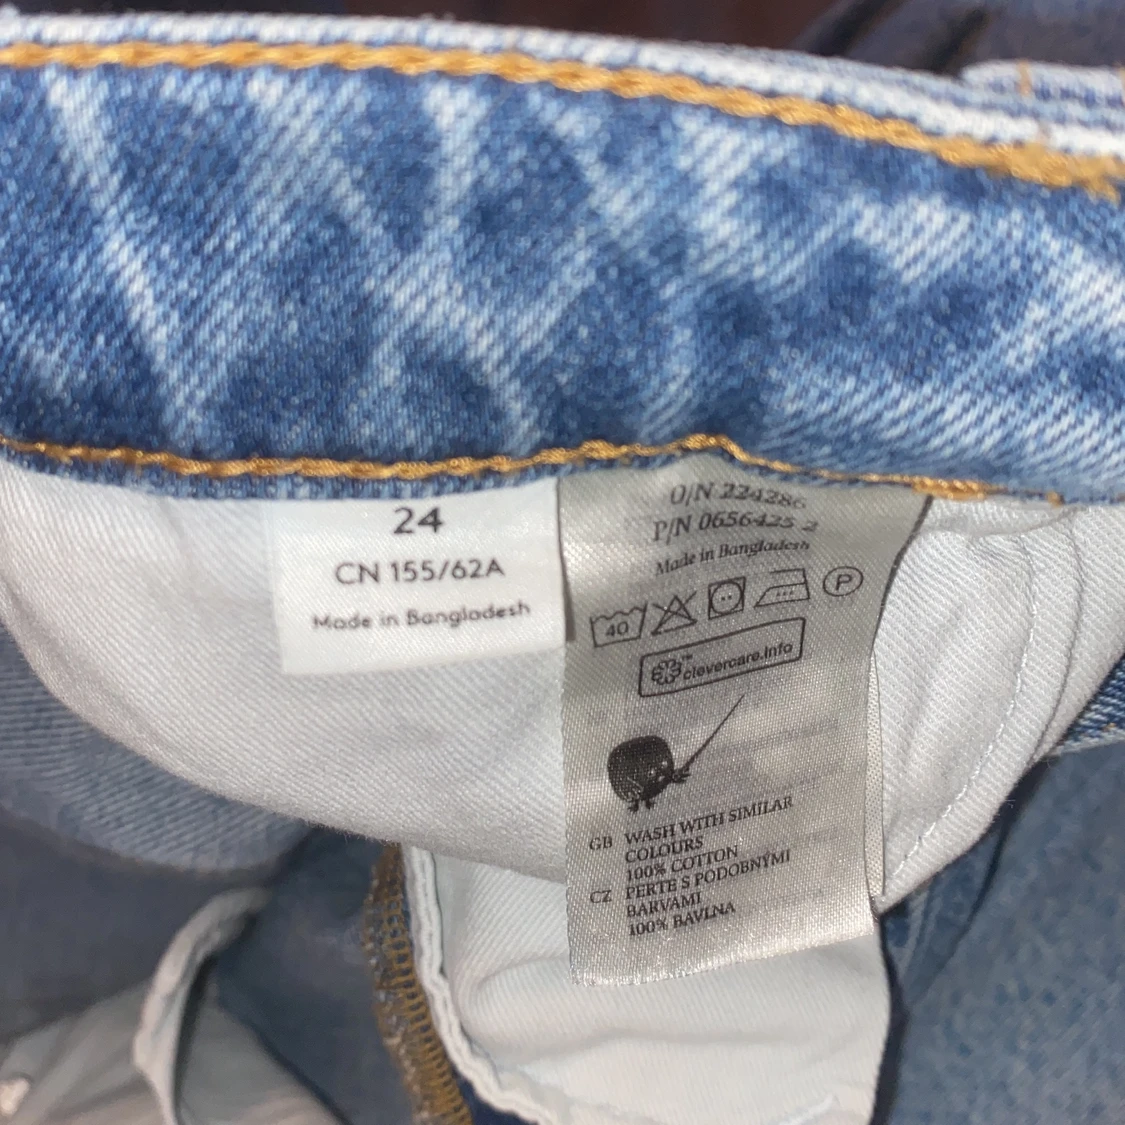 24
CN 155/62A
Made in Bangladesh
O/N 224286
P/N 0656425 2
Made in Bangladesh
40
P
clevercare.info
GB WASH WITH SIMILAR
COLOURS
100% COTTON
CZ PERTE S PODOBNÝMI
BARVAMI
100% BAVLNA